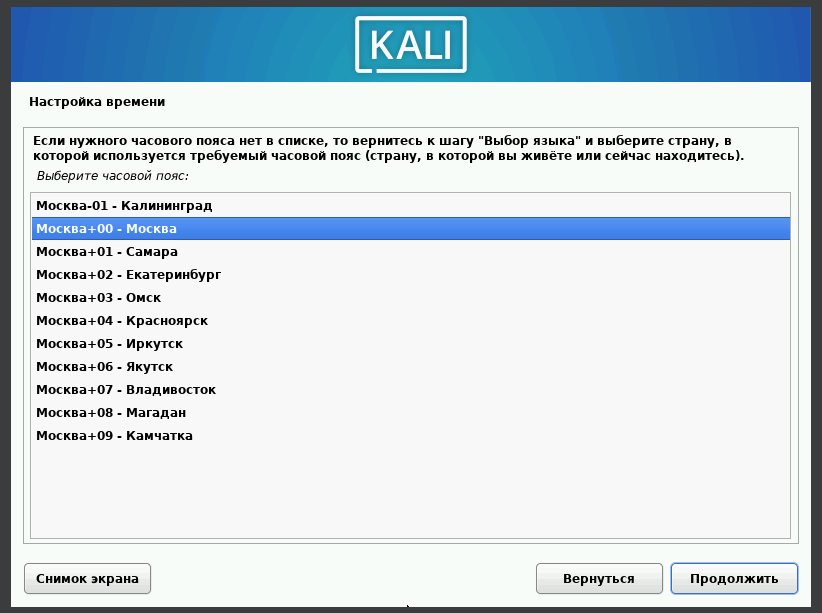 KALI
Настройка времени
Если нужного часового пояса нет в списке, то вернитесь к шагу "Выбор языка" и выберите страну, в
которой используется требуемый часовой пояс (страну, в которой вы живёте или сейчас находитесь).
Выберите часовой пояс:
Москва-01 - Калининград
Москва+00 - Москва
Москва+01 - Самара
Москва+02 - Екатеринбург
Москва+03 - Омск
Москва+04 - Красноярск
Москва+05 - Иркутск
Москва+06 - Якутск
Москва+07 - Владивосток
Москва+08 - Магадан
Москва+09 - Камчатка
Снимок экрана
Вернуться
Продолжить